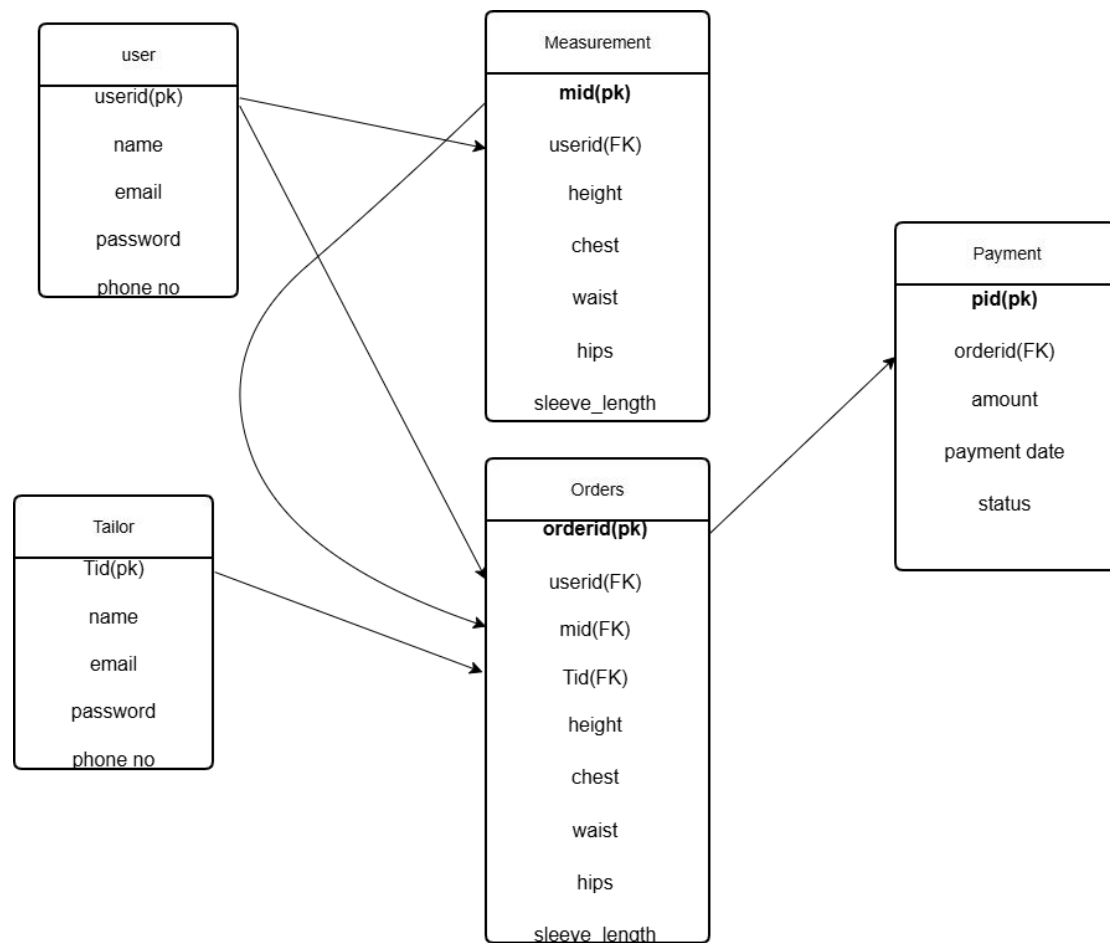 user
userid(pk)
name
email
password
phone no
Measurement
mid(pk)
userid(FK)
height
chest
waist
hips
sleeve_length
Payment
pid(pk)
orderid(FK)
amount
payment date
status
Tailor
Tid(pk)
name
email
password
phone no
Orders
orderid(pk)
userid(FK)
mid(FK)
Tid(FK)
height
chest
waist
hips
sleeve_length